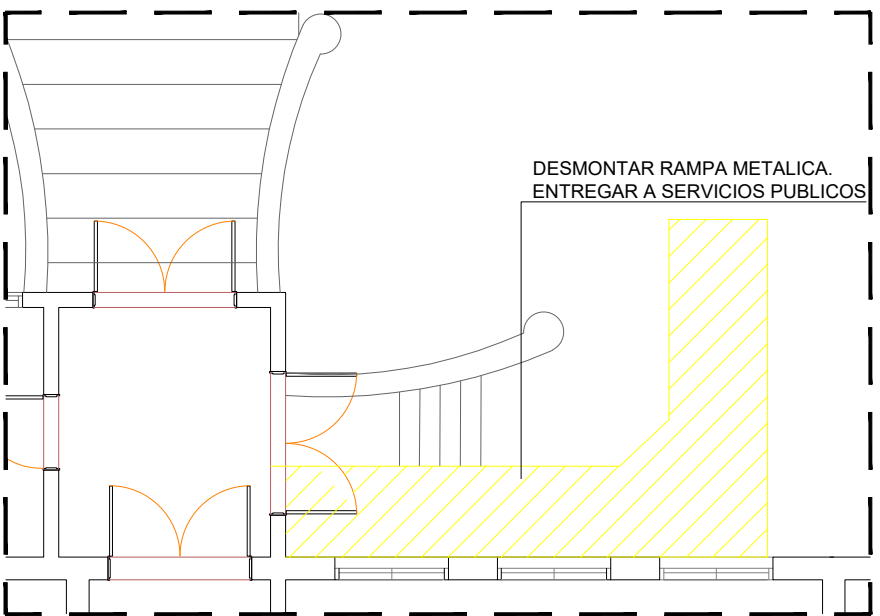 DESMONTAR RAMPA METALICA.
ENTREGAR A SERVICIOS PUBLICOS